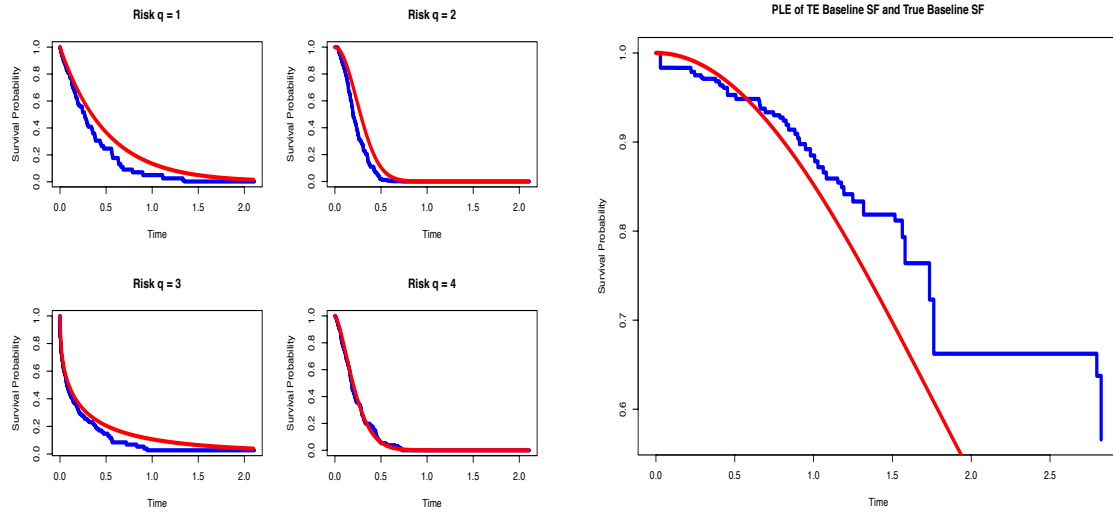 Risk q = 1
Survival Probability
0.0 0.2 0.4 0.6 0.8 1.0
0.0 0.5 1.0 1.5 2.0
Time
Risk q = 2
Survival Probability
0.0 0.2 0.4 0.6 0.8 1.0
0.0 0.5 1.0 1.5 2.0
Time
Risk q = 3
Survival Probability
0.0 0.2 0.4 0.6 0.8 1.0
0.0 0.5 1.0 1.5 2.0
Time
Risk q = 4
Survival Probability
0.0 0.2 0.4 0.6 0.8 1.0
0.0 0.5 1.0 1.5 2.0
Time
PLE of TE Baseline SF and True Baseline SF
Survival Probability
0.6 0.7 0.8 0.9 1.0
0.0 0.5 1.0 1.5 2.0 2.5
Time